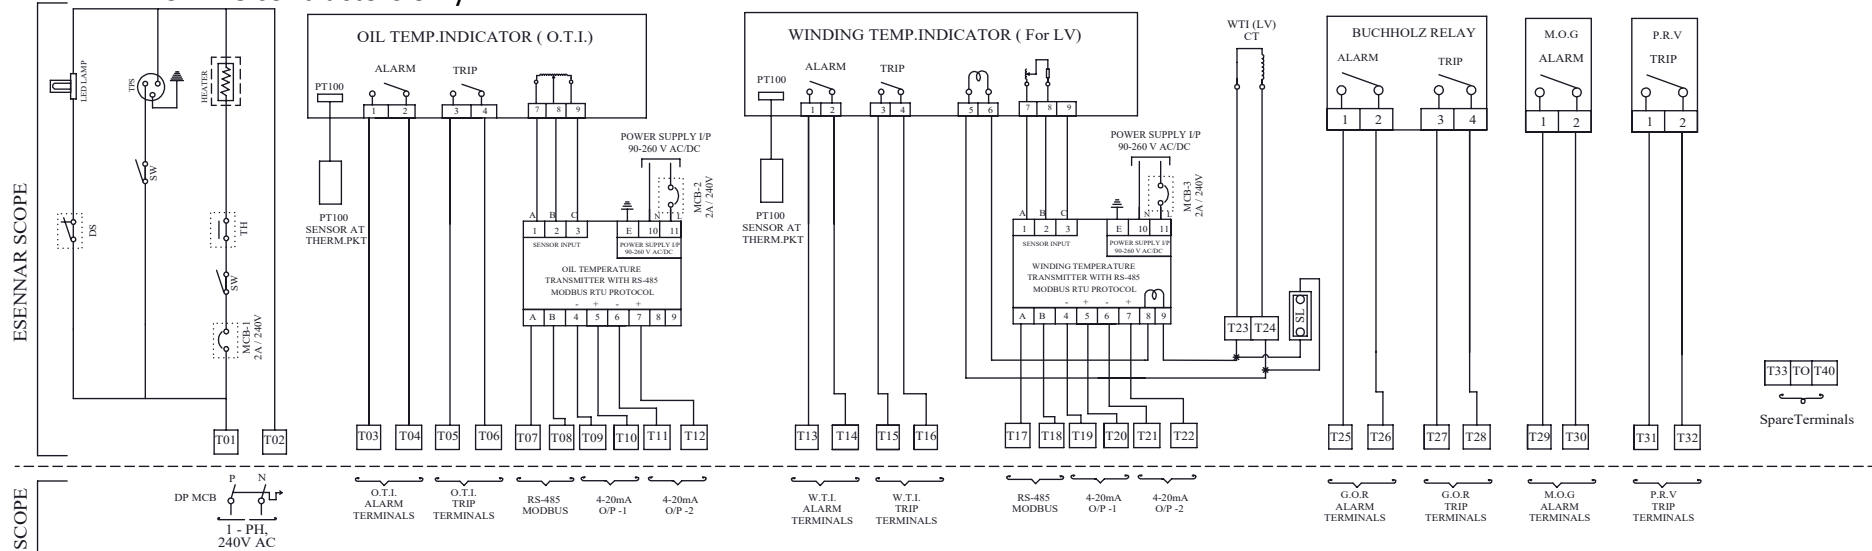 ESENNAR SCOPE
SCOPE
LED LAMP
TPS
HEATER
SW
DS
TH
SW
MCB-1
2A / 240V
T01
T02
P N
DP MCB
1 - PH,
240V AC
OIL TEMP.INDICATOR ( O.T.I.)
PT100
ALARM
TRIP
1 2 3 4 7 8 9
PT100
SENSOR AT
THERM.PKT
POWER SUPPLY I/P
90-260 V AC/DC
MCB-2
2A / 240V
A B C N L
1 2 3 E 10 11
SENSOR INPUT
POWER SUPPLY I/P
90-260 V AC/DC
OIL TEMPERATURE
TRANSMITTER WITH RS-485
MODBUS RTU PROTOCOL
- + - +
A B 4 5 6 7 8 9
T03 T04 T05 T06 T07 T08 T09 T10 T11 T12
O.T.I.
ALARM
TERMINALS
O.T.I.
TRIP
TERMINALS
RS-485
MODBUS
4-20mA
O/P -1
4-20mA
O/P -2
WINDING TEMP.INDICATOR ( For LV)
PT100
ALARM
TRIP
1 2 3 4 5 6 7 8 9
PT100
SENSOR AT
THERM.PKT
POWER SUPPLY I/P
90-260 V AC/DC
MCB-3
2A / 240V
A B C N L
1 2 3 E 10 11
SENSOR INPUT
POWER SUPPLY I/P
90-260 V AC/DC
WINDING TEMPERATURE
TRANSMITTER WITH RS-485
MODBUS RTU PROTOCOL
- + - +
A B 4 5 6 7 8 9
T13 T14 T15 T16 T17 T18 T19 T20 T21 T22
W.T.I.
ALARM
TERMINALS
W.T.I.
TRIP
TERMINALS
RS-485
MODBUS
4-20mA
O/P -1
4-20mA
O/P -2
WTI (LV)
CT
T23 T24
SL
BUCHHOLZ RELAY
ALARM
TRIP
1 2 3 4
T25 T26 T27 T28
G.O.R
ALARM
TERMINALS
G.O.R
TRIP
TERMINALS
M.O.G
ALARM
1 2
T29 T30
M.O.G
ALARM
TERMINALS
P.R.V
TRIP
1 2
T31 T32
P.R.V
TRIP
TERMINALS
T33 TO T40
SpareTerminals